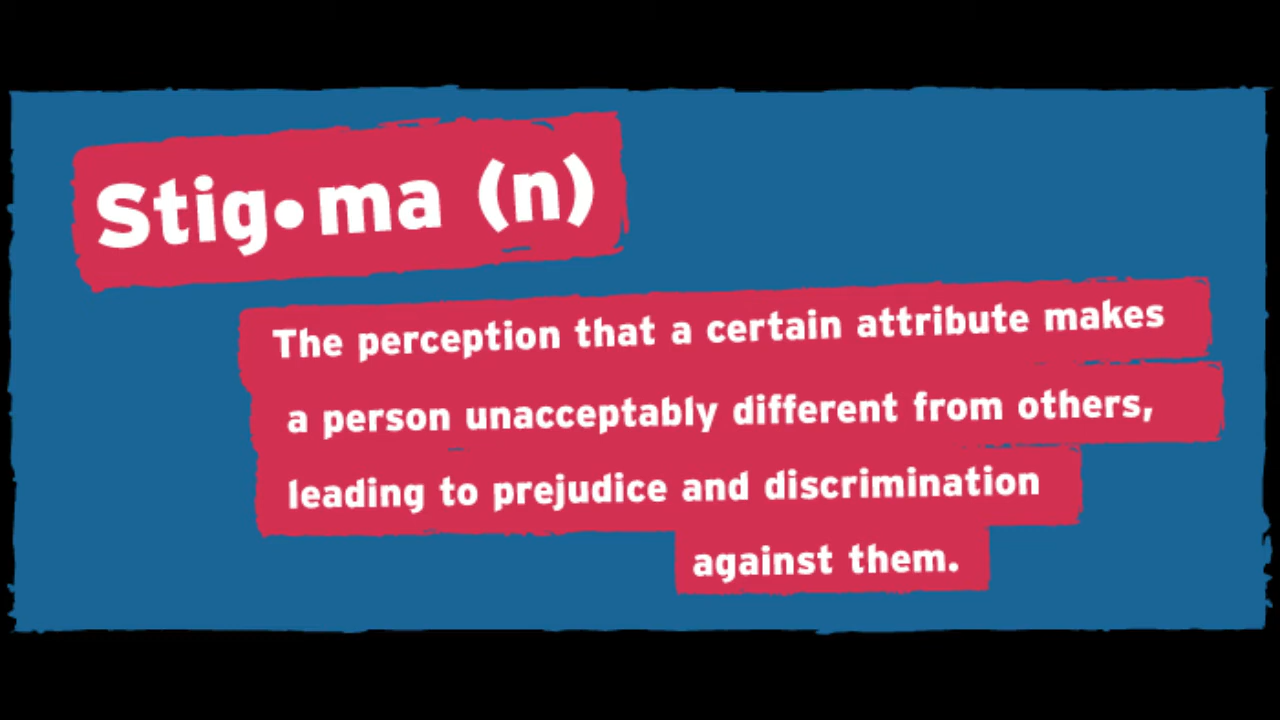 Stig•ma (n)
The perception that a certain attribute makes
a person unacceptably different from others,
leading to prejudice and discrimination
against them.